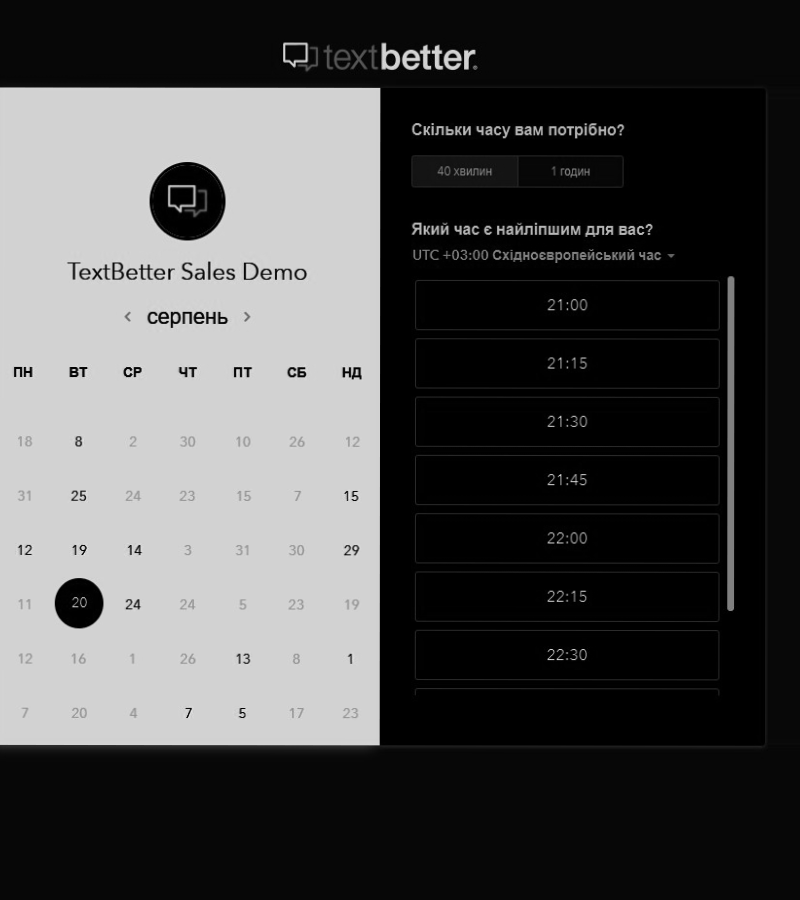 textbetter.
TextBetter Sales Demo
‹ серпень ›
ПН ВТ СР ЧТ ПТ СБ НД
18 8 2 30 10 26 12
31 25 24 23 15 7 15
12 19 14 3 31 30 29
11 20 24 24 5 23 19
12 16 1 26 13 8 1
7 20 4 7 5 17 23
Скільки часу вам потрібно?
40 хвилин 1 годин
Який час є найліпшим для вас?
UTC +03:00 Східноєвропейський час
21:00
21:15
21:30
21:45
22:00
22:15
22:30